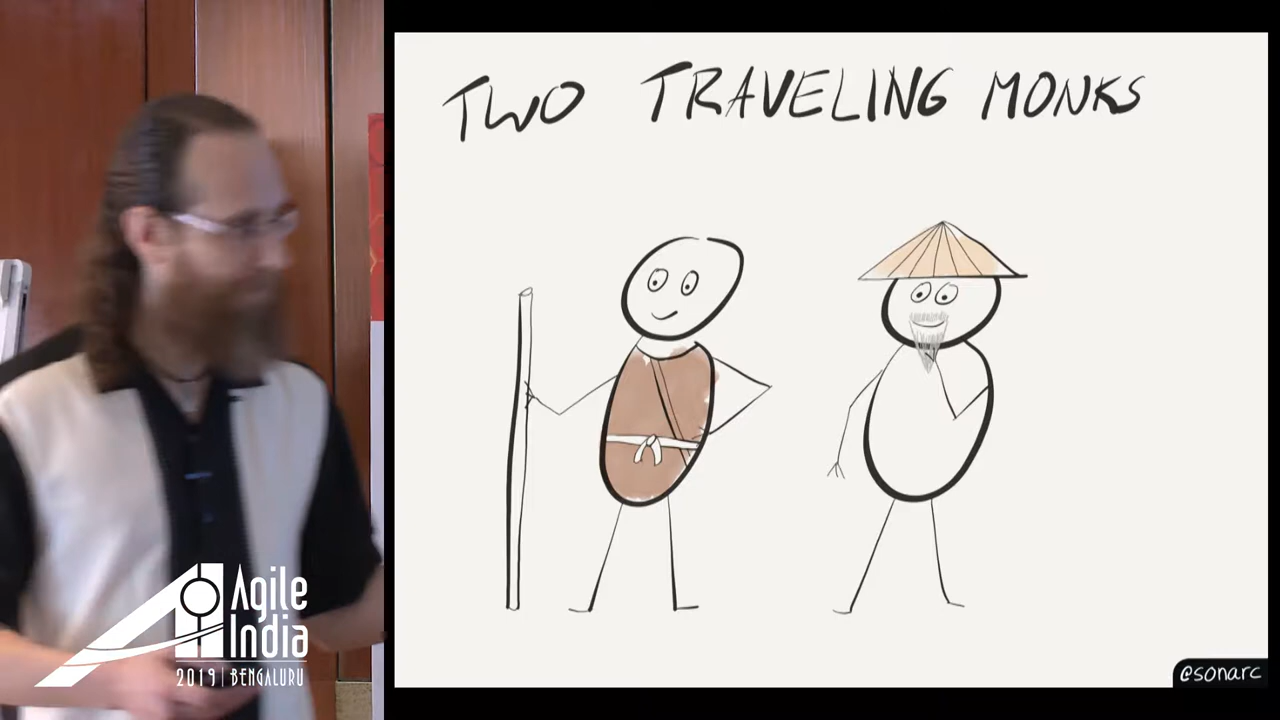 TWO TRAVELING MONKS
@sonarc
Agile
India
2019 | BENGALURU